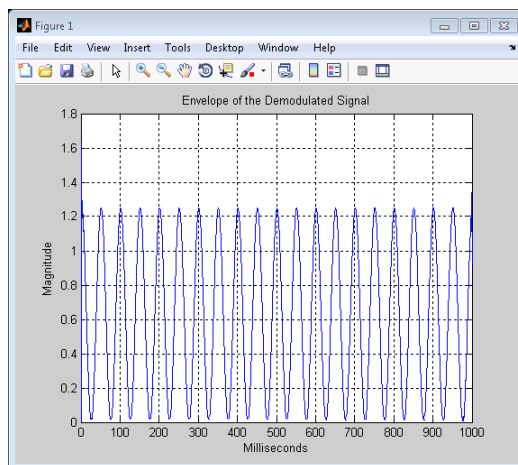 Figure 1
File Edit View Insert Tools Desktop Window Help
Envelope of the Demodulated Signal
1.8
1.6
1.4
1.2
1
0.8
0.6
0.4
0.2
0
Magnitude
0 100 200 300 400 500 600 700 800 900 1000
Milliseconds